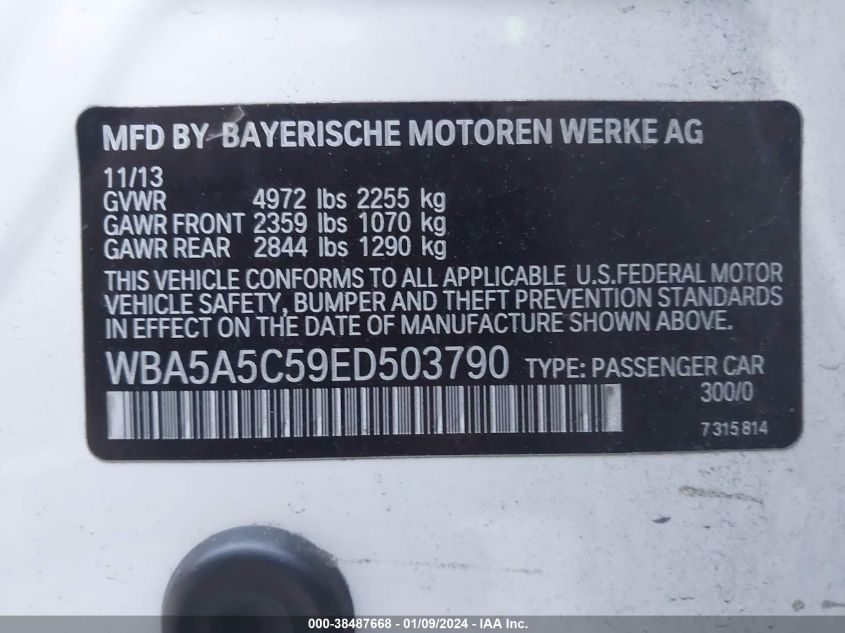 MFD BY BAYERISCHE MOTOREN WERKE AG
11/13
GVWR 4972 lbs 2255 kg
GAWR FRONT 2359 lbs 1070 kg
GAWR REAR 2844 lbs 1290 kg
THIS VEHICLE CONFORMS TO ALL APPLICABLE U.S.FEDERAL MOTOR
VEHICLE SAFETY, BUMPER AND THEFT PREVENTION STANDARDS
IN EFFECT ON THE DATE OF MANUFACTURE SHOWN ABOVE.
WBA5A5C59ED503790 TYPE: PASSENGER CAR
300/0
7 315 814
000-38487668 - 01/09/2024 - IAA, Inc.